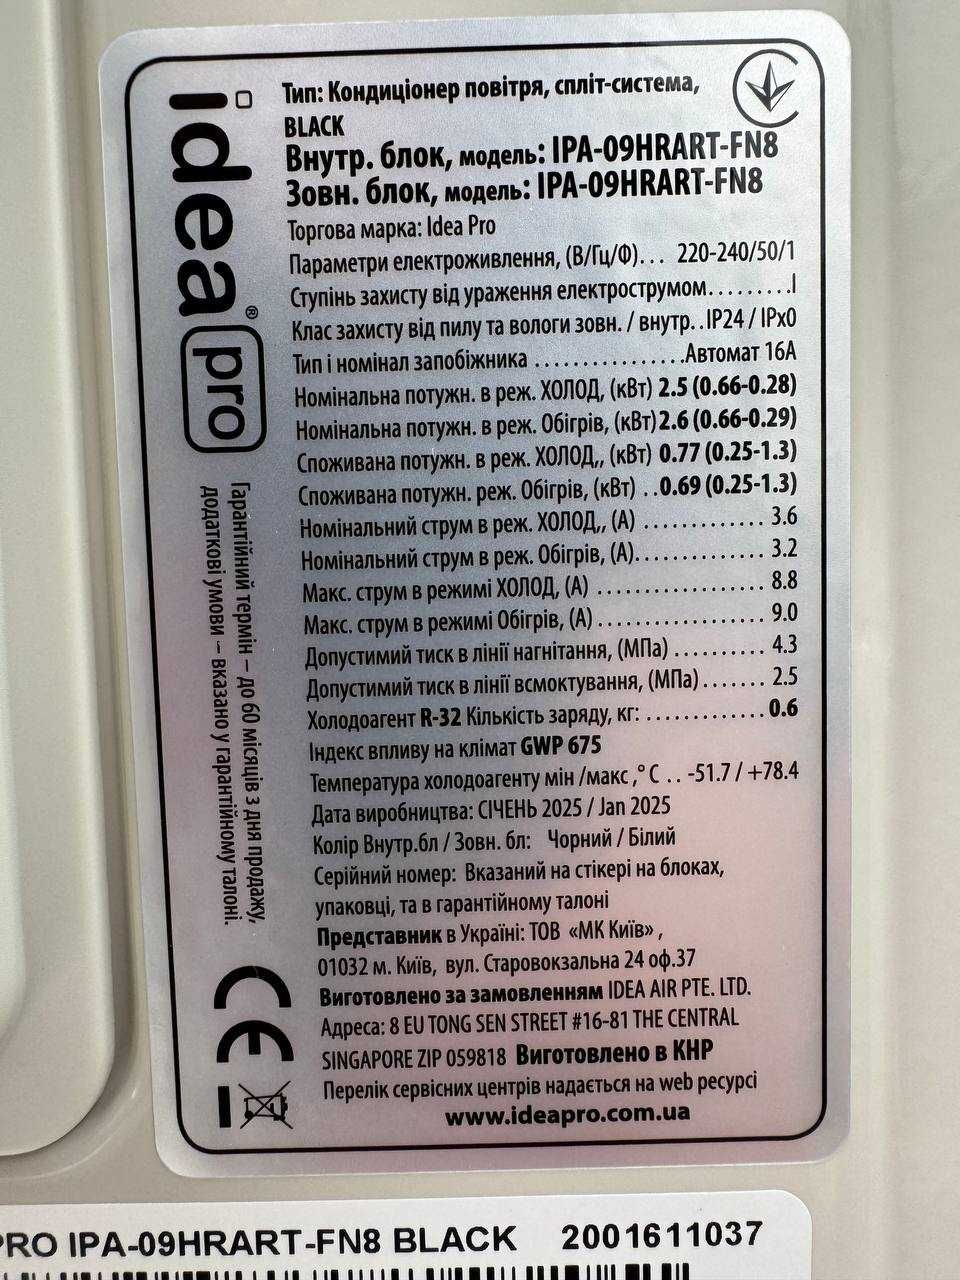 idea® pro
Тип: Кондиціонер повітря, спліт-система,
BLACK
Внутр. блок, модель: IPA-09HRART-FN8
Зовн. блок, модель: IPA-09HRART-FN8
Торгова марка: Idea Pro
Параметри електроживлення, (В/Гц/Ф)... 220-240/50/1
Ступінь захисту від ураження електрострумом.........I
Клас захисту від пилу та вологи зовн. / внутр..IP24 / IPx0
Тип і номінал запобіжника ................Автомат 16А
Номінальна потужн. в реж. ХОЛОД, (кВт) 2.5 (0.66-0.28)
Номінальна потужн. в реж. Обігрів, (кВт)2.6 (0.66-0.29)
Споживана потужн. в реж. ХОЛОД,, (кВт) 0.77 (0.25-1.3)
Споживана потужн. реж. Обігрів, (кВт) ..0.69 (0.25-1.3)
Номінальний струм в реж. ХОЛОД,, (А) ............. 3.6
Номінальний струм в реж. Обігрів, (А).............. 3.2
Макс. струм в режимі ХОЛОД, (А) .................. 8.8
Макс. струм в режимі Обігрів, (А) .................. 9.0
Допустимий тиск в лінії нагнітання, (МПа) .......... 4.3
Допустимий тиск в лінії всмоктування, (МПа)....... 2.5
Холодоагент R-32 Кількість заряду, кг: .............0.6
Індекс впливу на клімат GWP 675
Температура холодоагенту мін /макс ,° С .. -51.7 / +78.4
Дата виробництва: СІЧЕНЬ 2025 / Jan 2025
Колір Внутр.бл / Зовн. бл: Чорний / Білий
Серійний номер: Вказаний на стікері на блоках,
упаковці, та в гарантійному талоні
Представник в Україні: ТОВ «МК Київ» ,
01032 м. Київ, вул. Старовокзальна 24 оф.37
Виготовлено за замовленням IDEA AIR PTE. LTD.
Адреса: 8 EU TONG SEN STREET #16-81 THE CENTRAL
SINGAPORE ZIP 059818 Виготовлено в КНР
Перелік сервісних центрів надається на web ресурсі
www.ideapro.com.ua
Гарантійний термін – до 60 місяців з дня продажу,
додаткові умови – вказано у гарантійному талоні.
CE
PRO IPA-09HRART-FN8 BLACK 2001611037